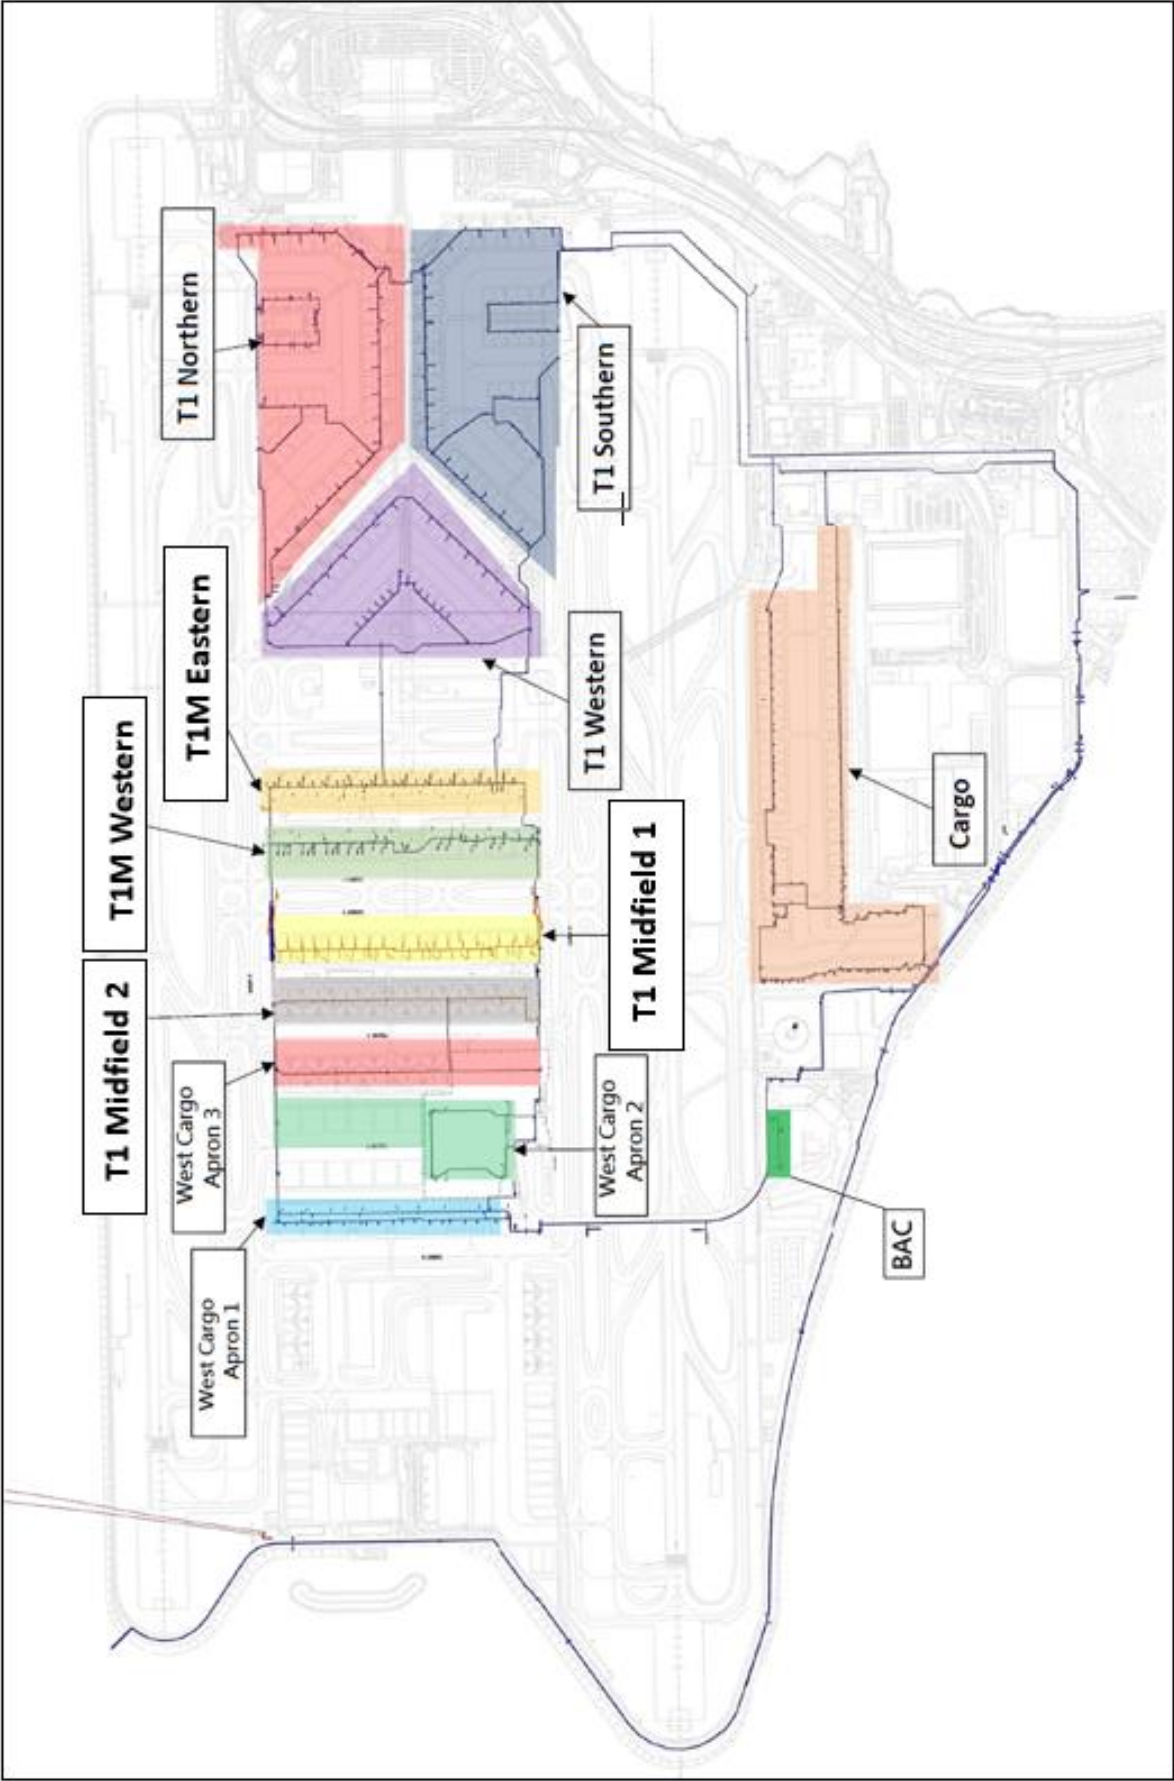 T1 Northern
T1 Southern
T1M Eastern
T1 Western
T1M Western
T1 Midfield 1
Cargo
T1 Midfield 2
West Cargo
Apron 3
West Cargo
Apron 2
BAC
West Cargo
Apron 1